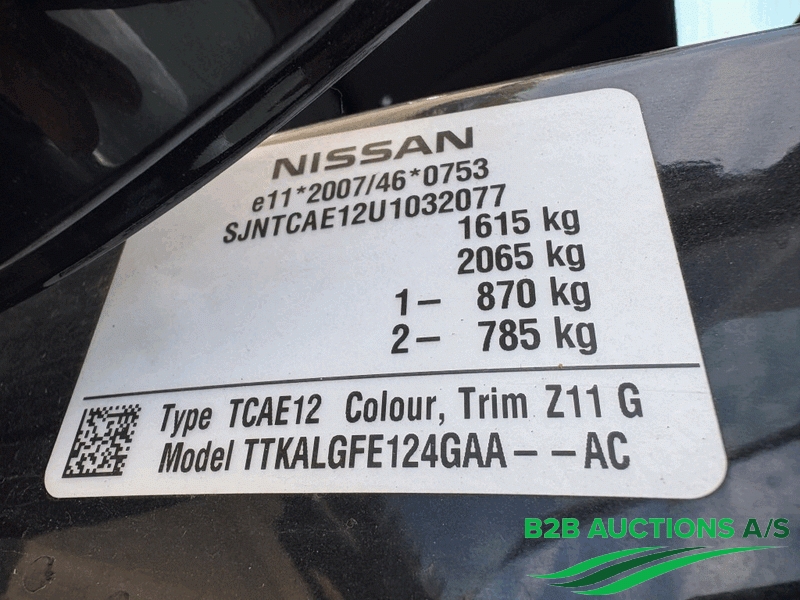 NISSAN
e11*2007/46*0753
SJNTCAE12U1032077
1615 kg
2065 kg
1- 870 kg
2- 785 kg
Type TCAE12 Colour, Trim Z11 G
Model TTKALGFE124GAA--AC
B2B AUCTIONS A/S